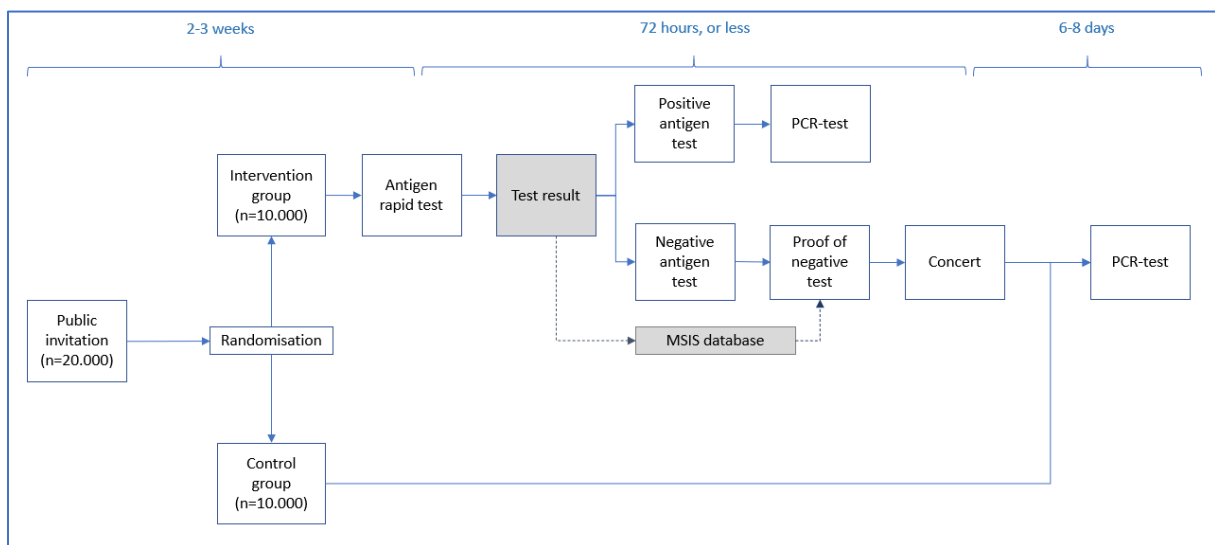 2-3 weeks
72 hours, or less
6-8 days
Positive
antigen
test
PCR-test
Intervention
group
(n=10.000)
Antigen
rapid test
Test result
Negative
antigen
test
Proof of
negative
test
Concert
PCR-test
Public
invitation
(n=20.000)
Randomisation
MSIS database
Control
group
(n=10.000)